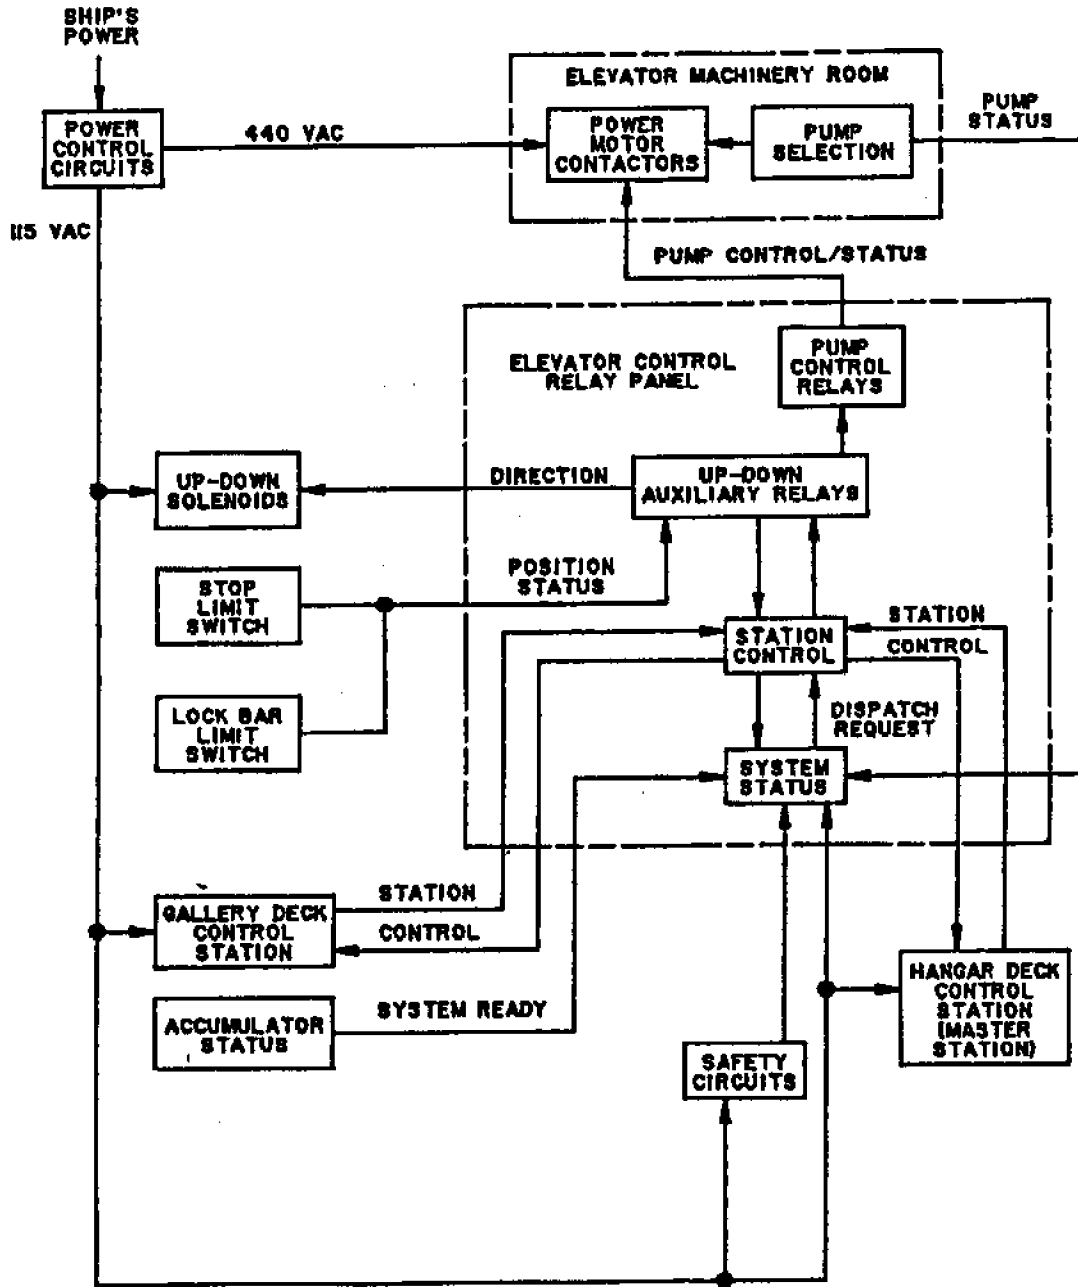 SHIP'S
POWER
ELEVATOR MACHINERY ROOM
POWER
CONTROL
CIRCUITS
440 VAC
POWER
MOTOR
CONTACTORS
PUMP
SELECTION
PUMP
STATUS
115 VAC
PUMP CONTROL/STATUS
ELEVATOR CONTROL
RELAY PANEL
PUMP
CONTROL
RELAYS
UP-DOWN
SOLENOIDS
DIRECTION
UP-DOWN
AUXILIARY RELAYS
STOP
LIMIT
SWITCH
POSITION
STATUS
STATION
CONTROL
STATION
CONTROL
LOCK BAR
LIMIT
SWITCH
DISPATCH
REQUEST
SYSTEM
STATUS
GALLERY DECK
CONTROL
STATION
STATION
CONTROL
HANGAR DECK
CONTROL
STATION
(MASTER
STATION)
ACCUMULATOR
STATUS
SYSTEM READY
SAFETY
CIRCUITS